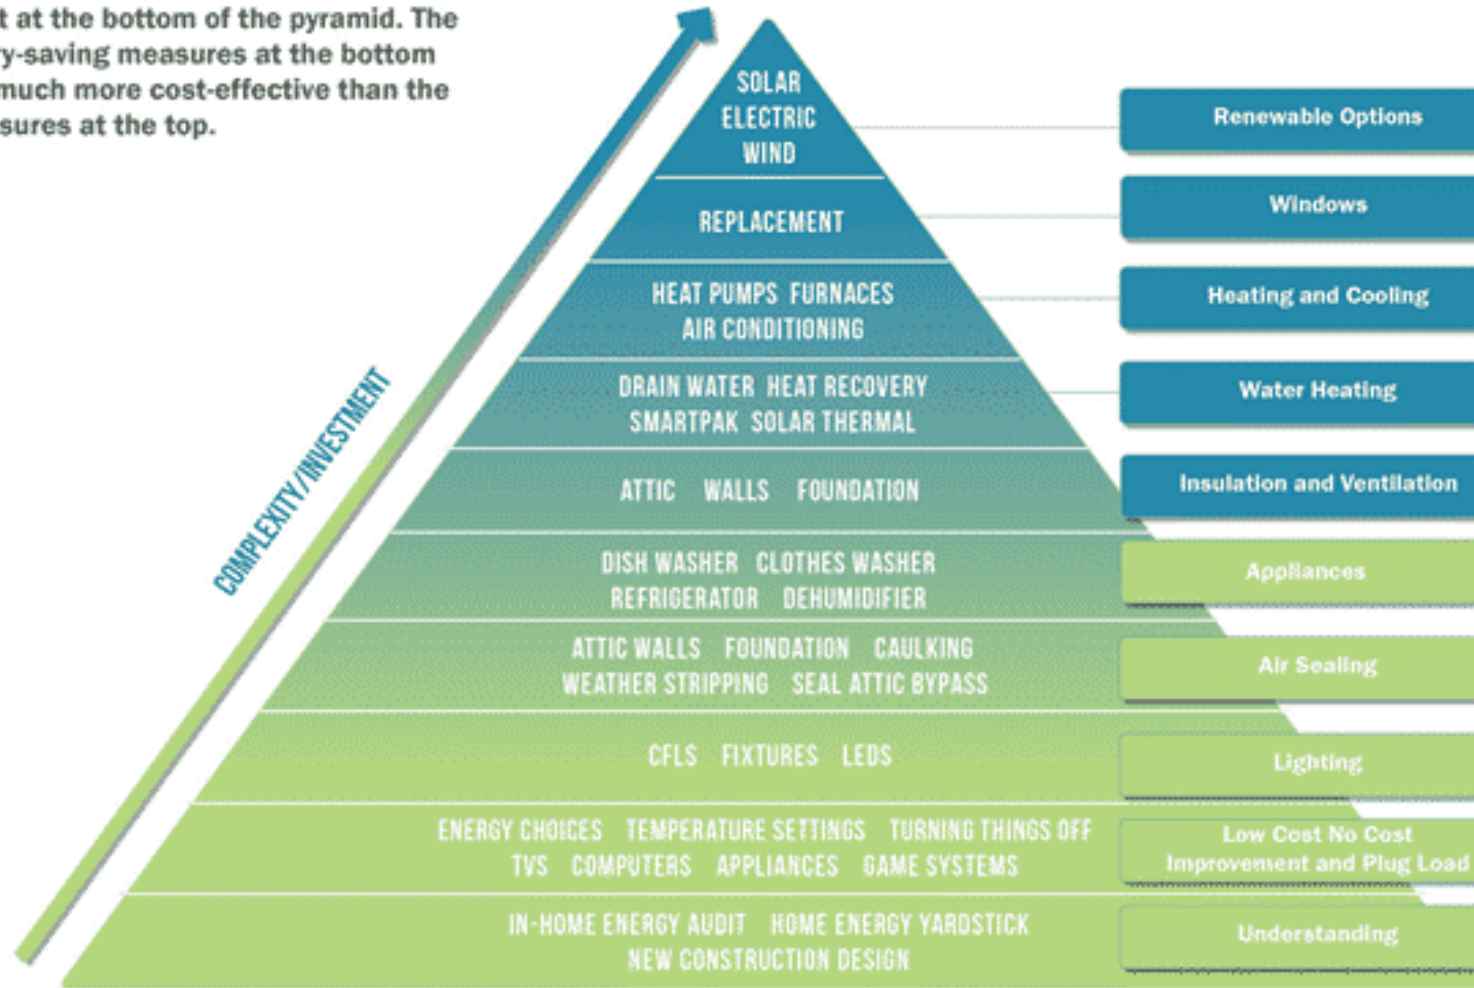 t at the bottom of the pyramid. The
y-saving measures at the bottom
much more cost-effective than the
sures at the top.
COMPLEXITY/INVESTMENT
SOLAR
ELECTRIC
WIND
Renewable Options
REPLACEMENT
Windows
HEAT PUMPS FURNACES
AIR CONDITIONING
Heating and Cooling
DRAIN WATER HEAT RECOVERY
SMARTPAK SOLAR THERMAL
Water Heating
ATTIC WALLS FOUNDATION
Insulation and Ventilation
DISH WASHER CLOTHES WASHER
REFRIGERATOR DEHUMIDIFIER
Appliances
ATTIC WALLS FOUNDATION CAULKING
WEATHER STRIPPING SEAL ATTIC BYPASS
Air Sealing
CFLS FIXTURES LEDS
Lighting
ENERGY CHOICES TEMPERATURE SETTINGS TURNING THINGS OFF
TVS COMPUTERS APPLIANCES GAME SYSTEMS
Low Cost No Cost
Improvement and Plug Load
IN-HOME ENERGY AUDIT HOME ENERGY YARDSTICK
NEW CONSTRUCTION DESIGN
Understanding